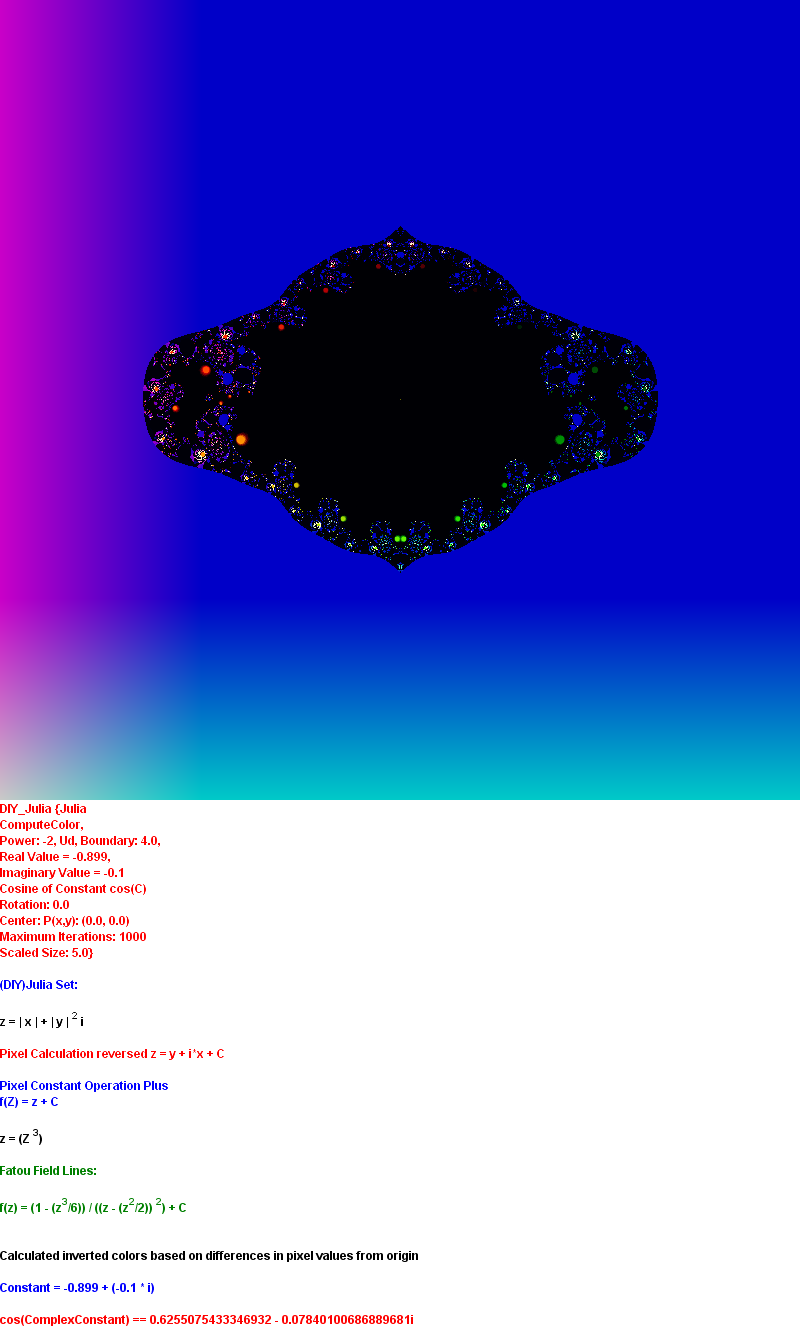 DIY_Julia {Julia
ComputeColor,
Power: -2, Ud, Boundary: 4.0,
Real Value = -0.899,
Imaginary Value = -0.1
Cosine of Constant cos(C)
Rotation: 0.0
Center: P(x,y): (0.0, 0.0)
Maximum Iterations: 1000
Scaled Size: 5.0}
(DIY)Julia Set:
z = | x | + | y | 2 i
Pixel Calculation reversed z = y + i*x + C
Pixel Constant Operation Plus
f(Z) = z + C
z = (Z 3)
Fatou Field Lines:
f(z) = (1 - (z3/6)) / ((z - (z2/2)) 2) + C
Calculated inverted colors based on differences in pixel values from origin
Constant = -0.899 + (-0.1 * i)
cos(ComplexConstant) == 0.6255075433346932 - 0.07840100686889681i